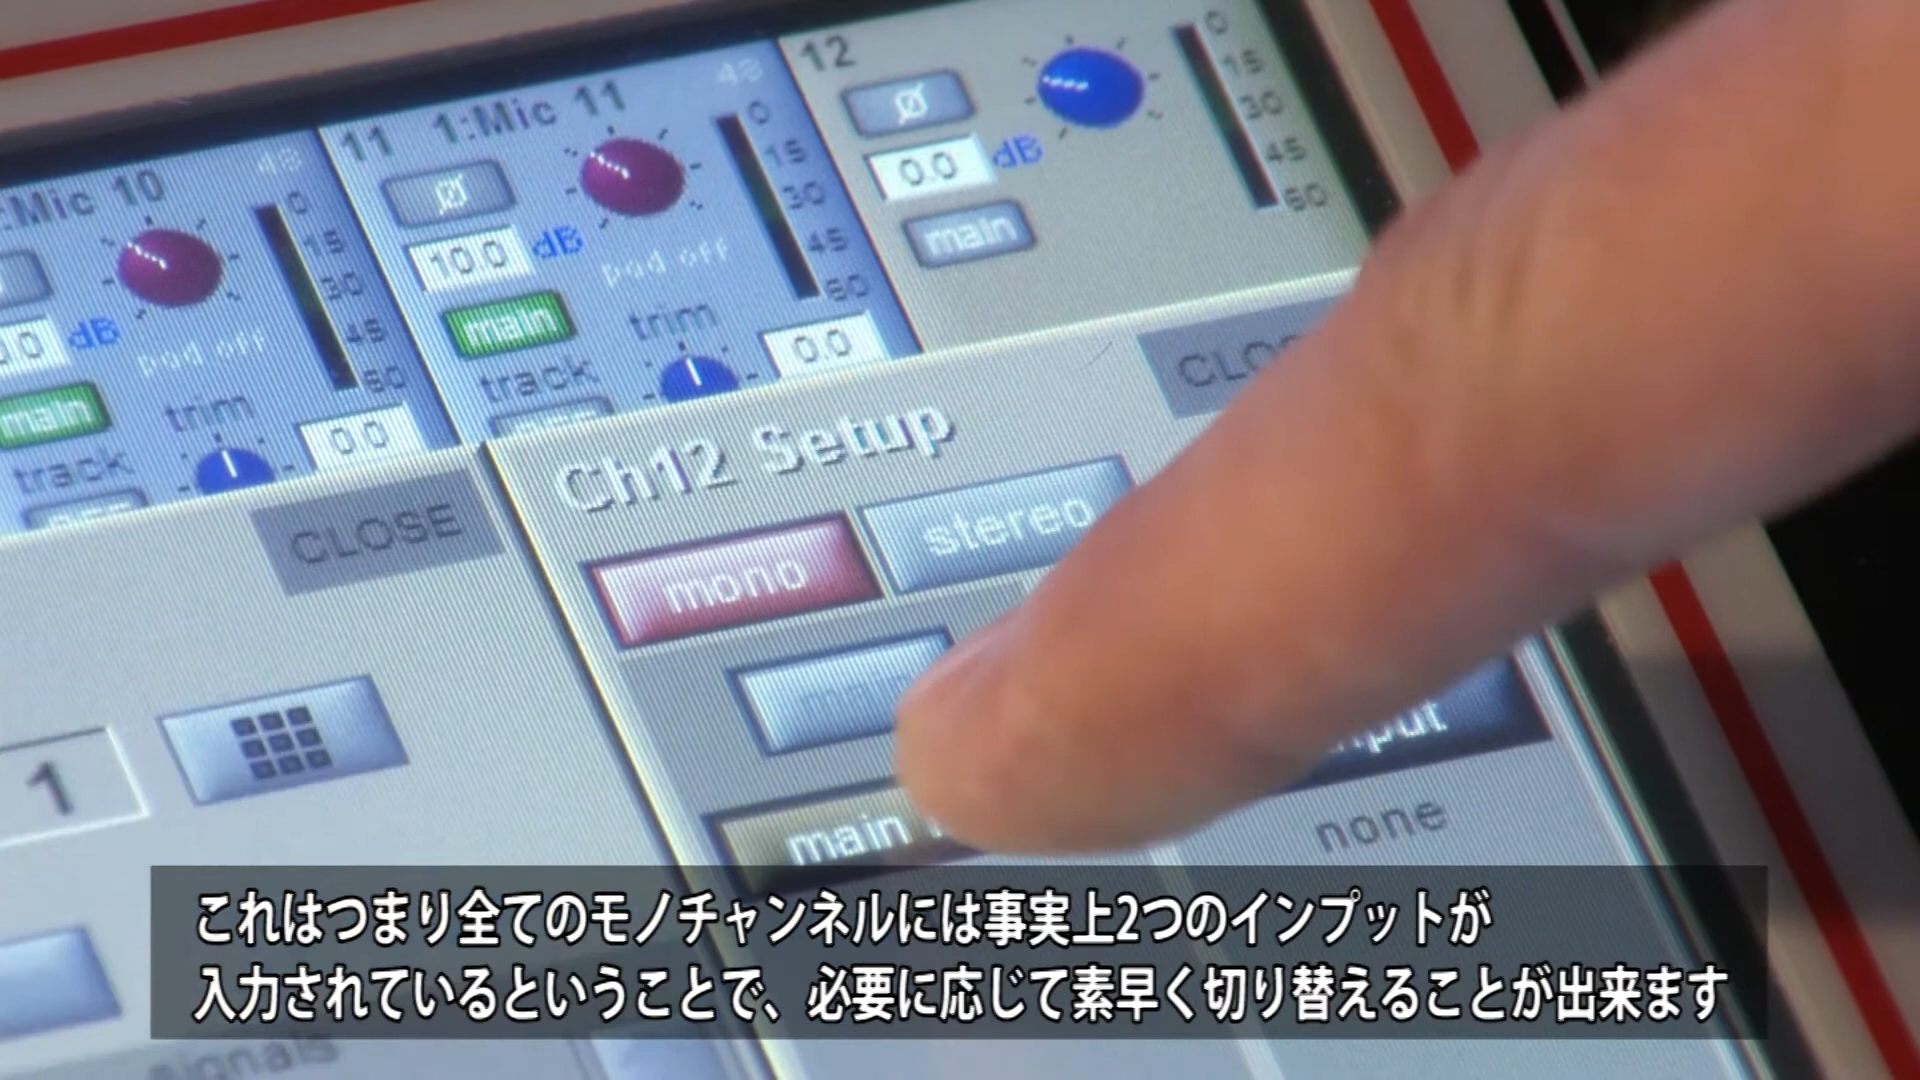 12
48
11 1:Mic 11
48
:Mic 10
0
15
30
45
60
0
15
30
45
60
0
15
30
45
60
Ø
0.0 dB
main
Ø
10.0 dB
pad off
main
trim
0.0
track
dB
pad off
main
trim
0.0
track
CLOSE
Ch12 Setup
mono
stereo
CLOSE
1
main
none
signals
これはつまり全てのモノチャンネルには事実上2つのインプットが
入力されているということで、必要に応じて素早く切り替えることが出来ます